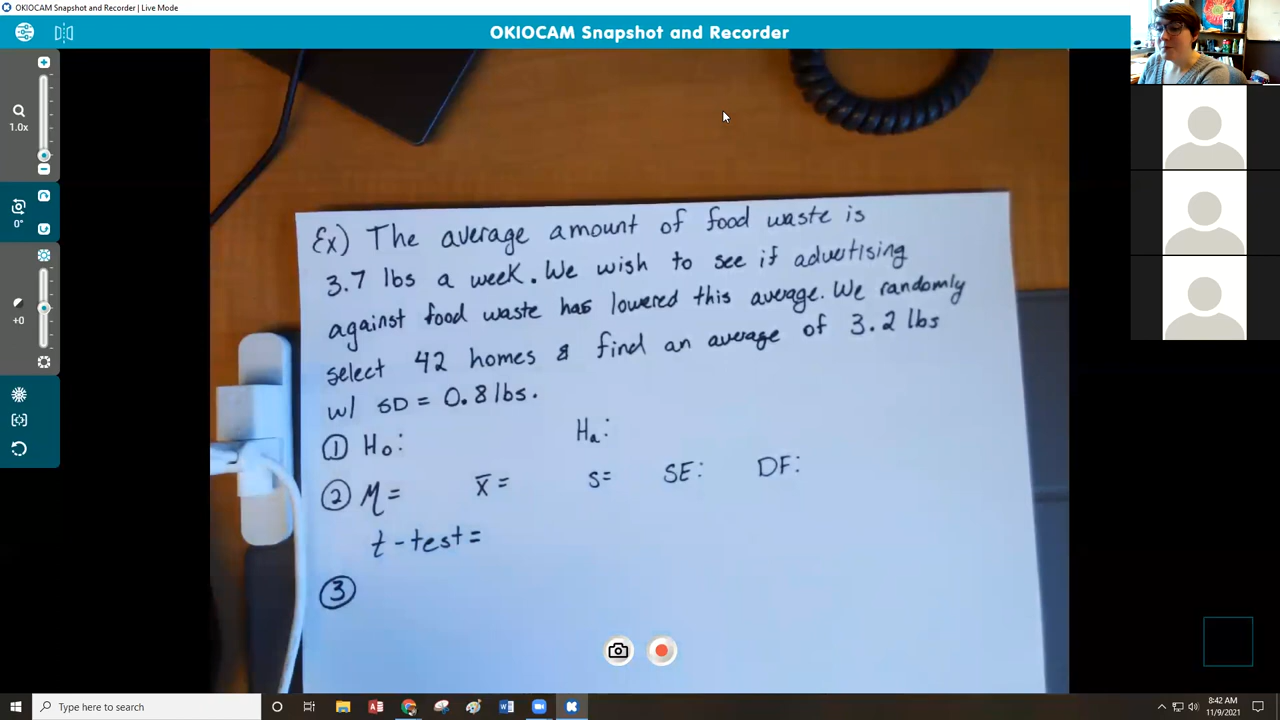 OKIOCAM Snapshot and Recorder | Live Mode
OKIOCAM Snapshot and Recorder
1.0x
0°
+0
Ex) The average amount of food waste is
3.7 lbs a week. We wish to see if advertising
against food waste has lowered this average. We randomly
select 42 homes & find an average of 3.2 lbs
w/ SD = 0.8 lbs.
① H₀: Hₐ:
② μ= x̄= s= SE: DF:
t-test=
③
Type here to search
8:42 AM
11/9/2021